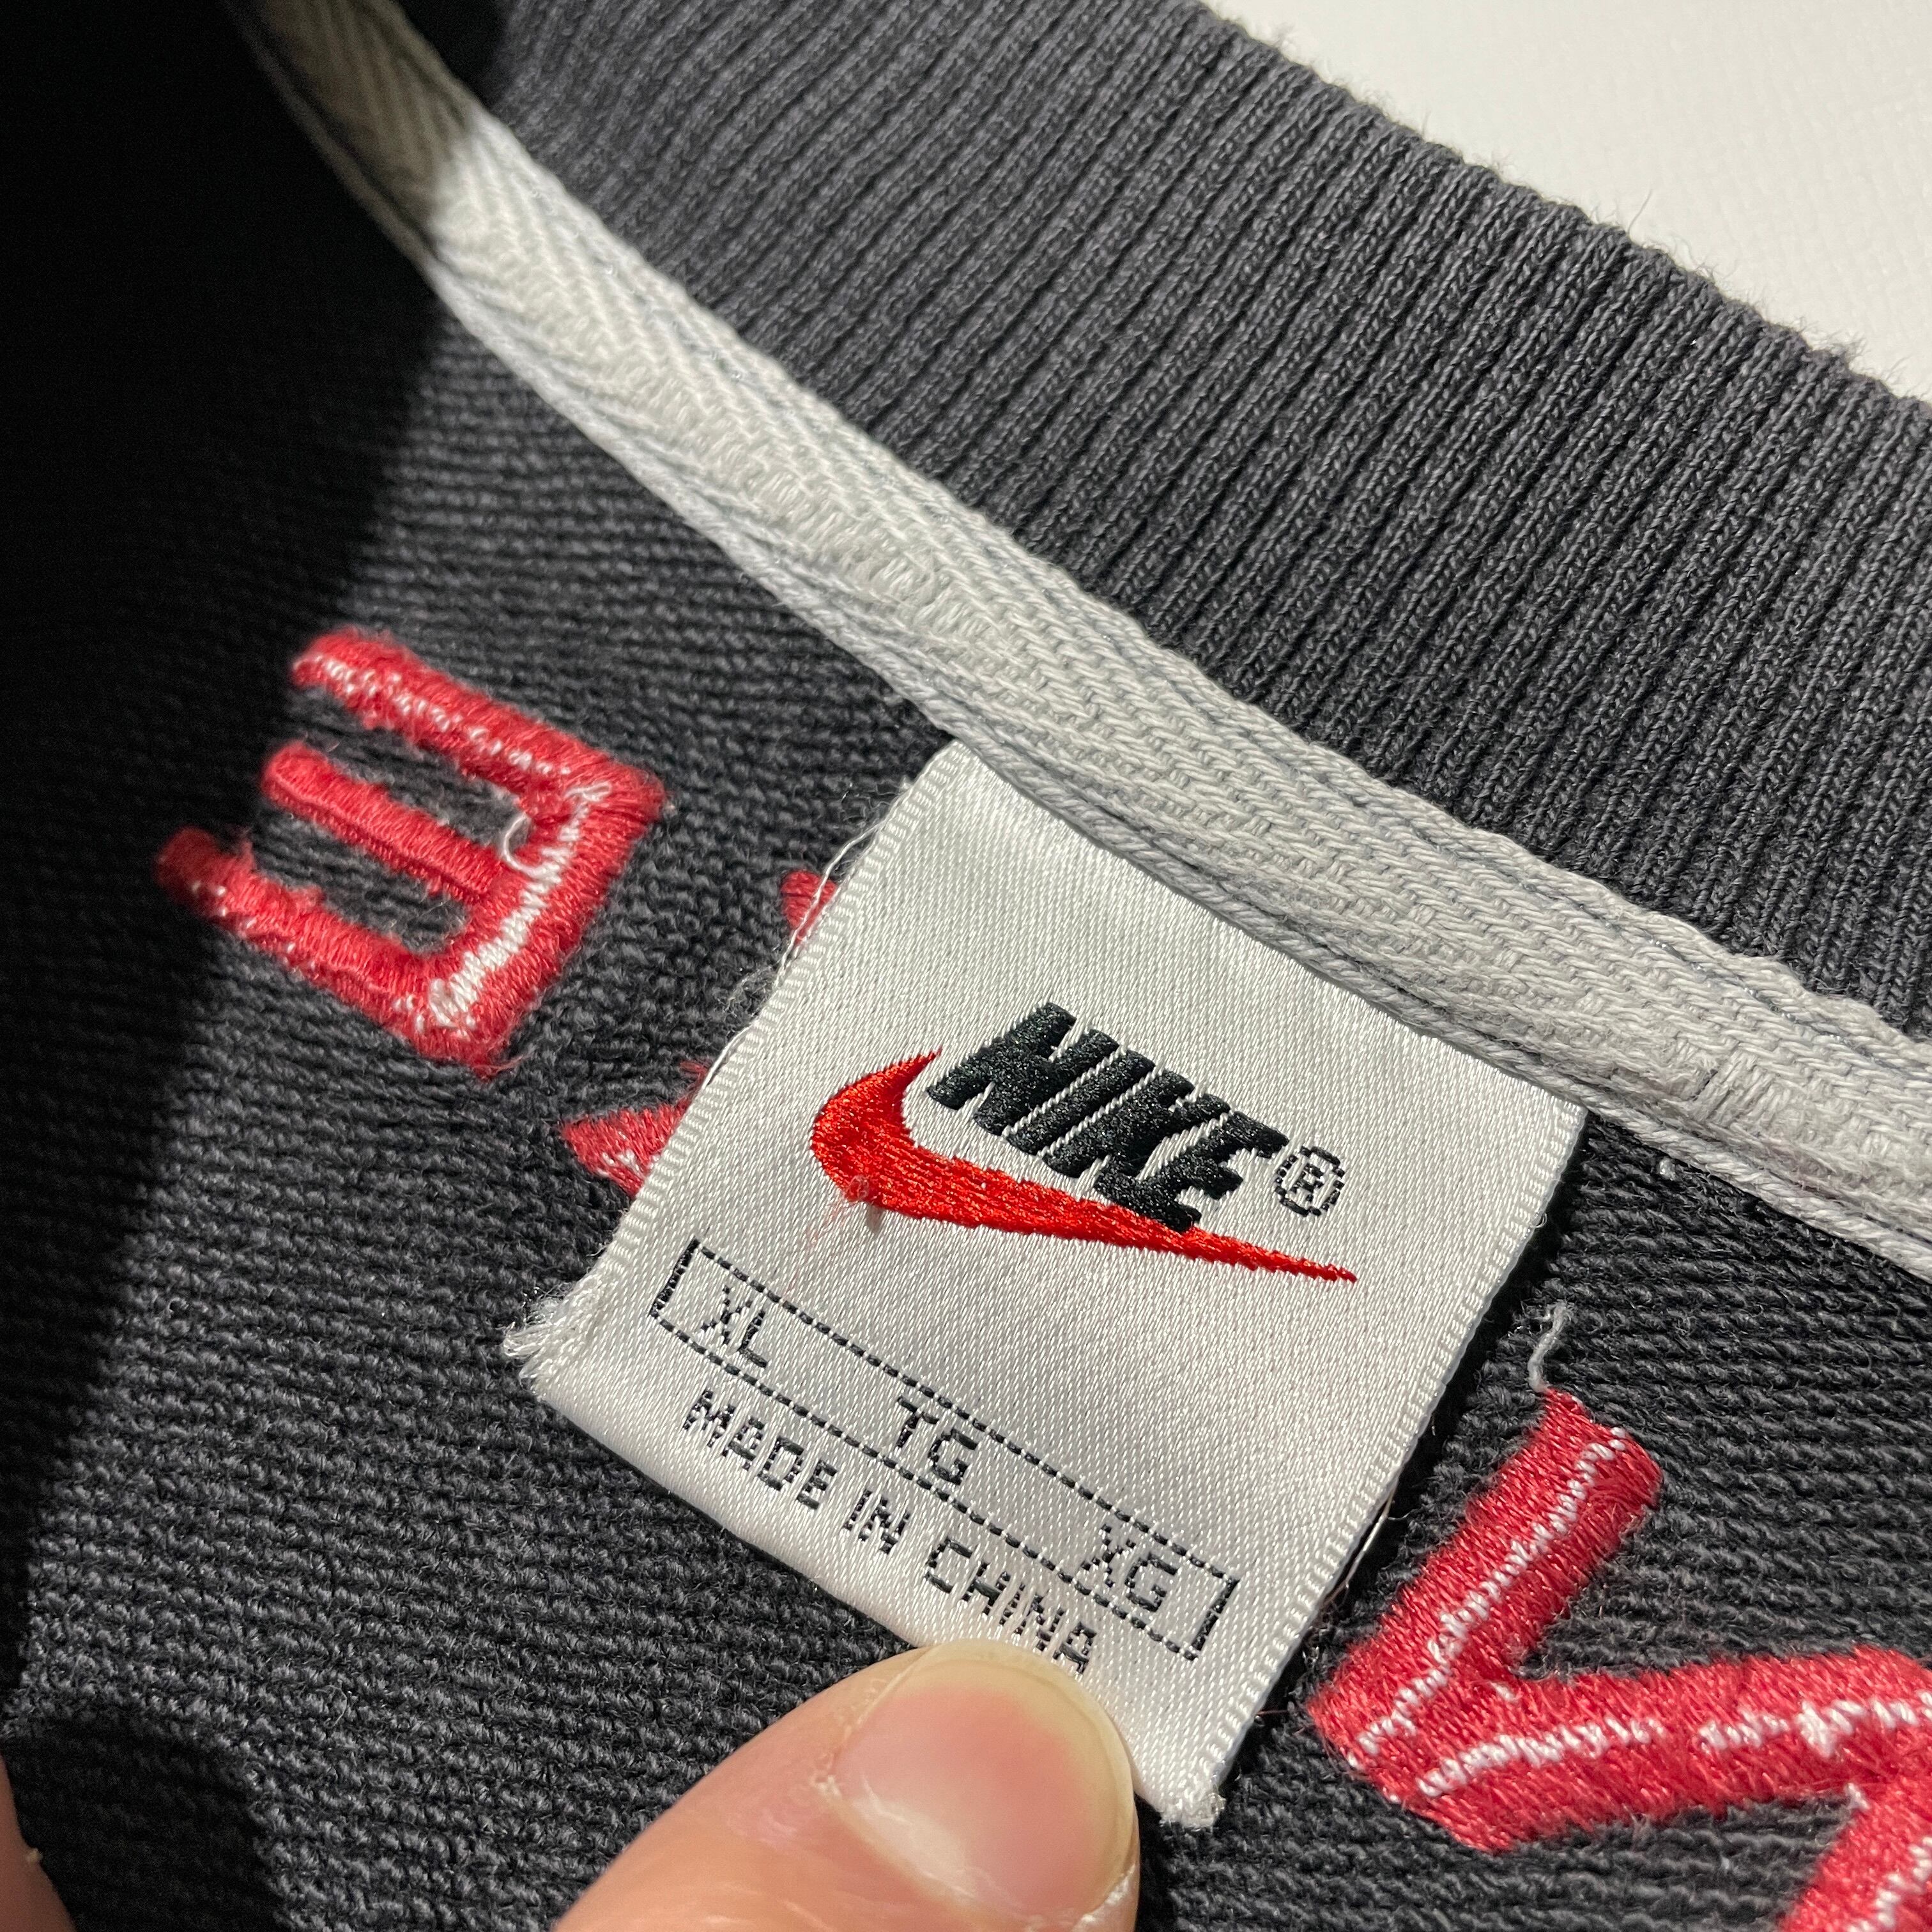 NIKE®
XL TG XG
MADE IN CHINA